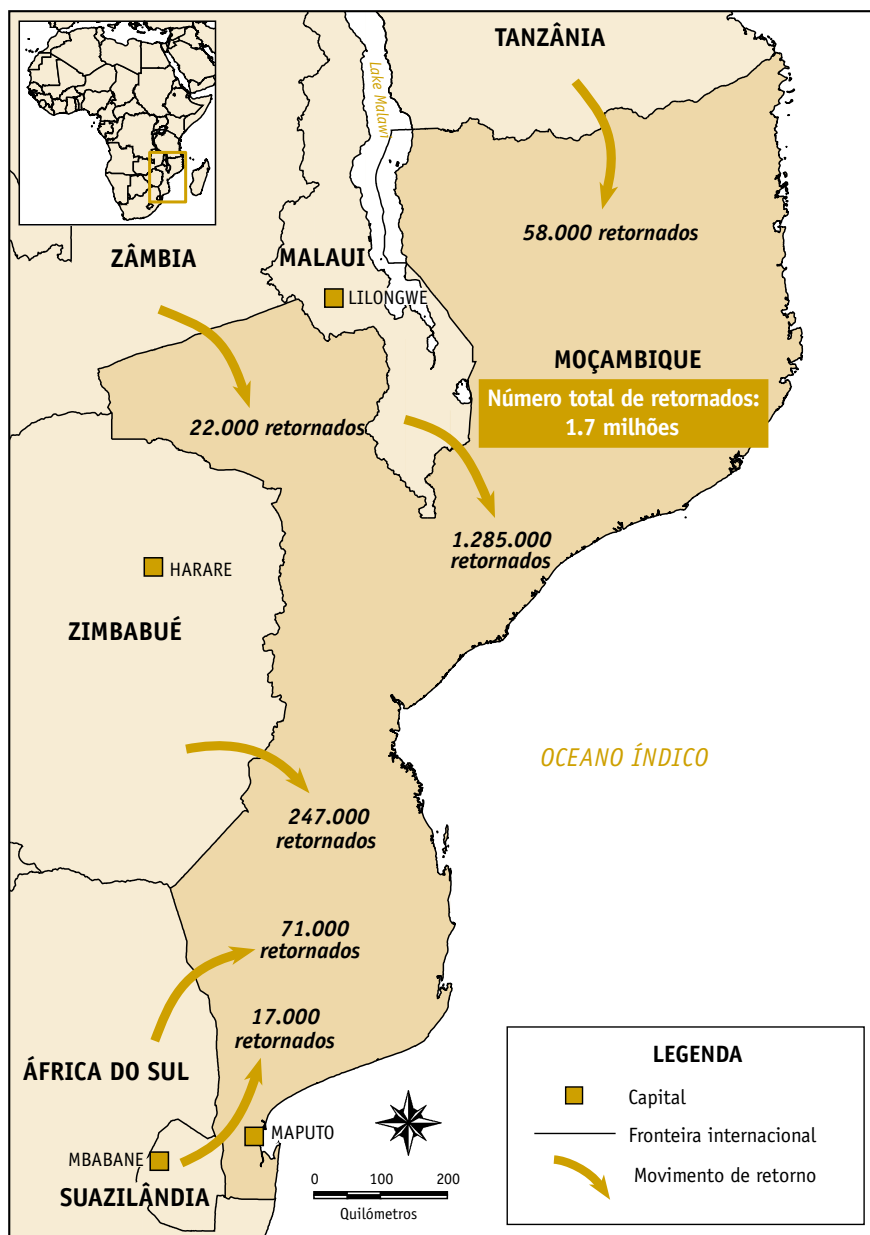 TANZÂNIA
Lake Malawi
58.000 retornados
ZÂMBIA
MALAUI
LILONGWE
MOÇAMBIQUE
Número total de retornados:
1.7 milhões
22.000 retornados
1.285.000
retornados
HARARE
ZIMBABUÉ
OCEANO ÍNDICO
247.000
retornados
71.000
retornados
17.000
retornados
ÁFRICA DO SUL
MAPUTO
MBABANE
SUAZILÂNDIA
0 100 200
Quilómetros
LEGENDA
Capital
Fronteira internacional
Movimento de retorno